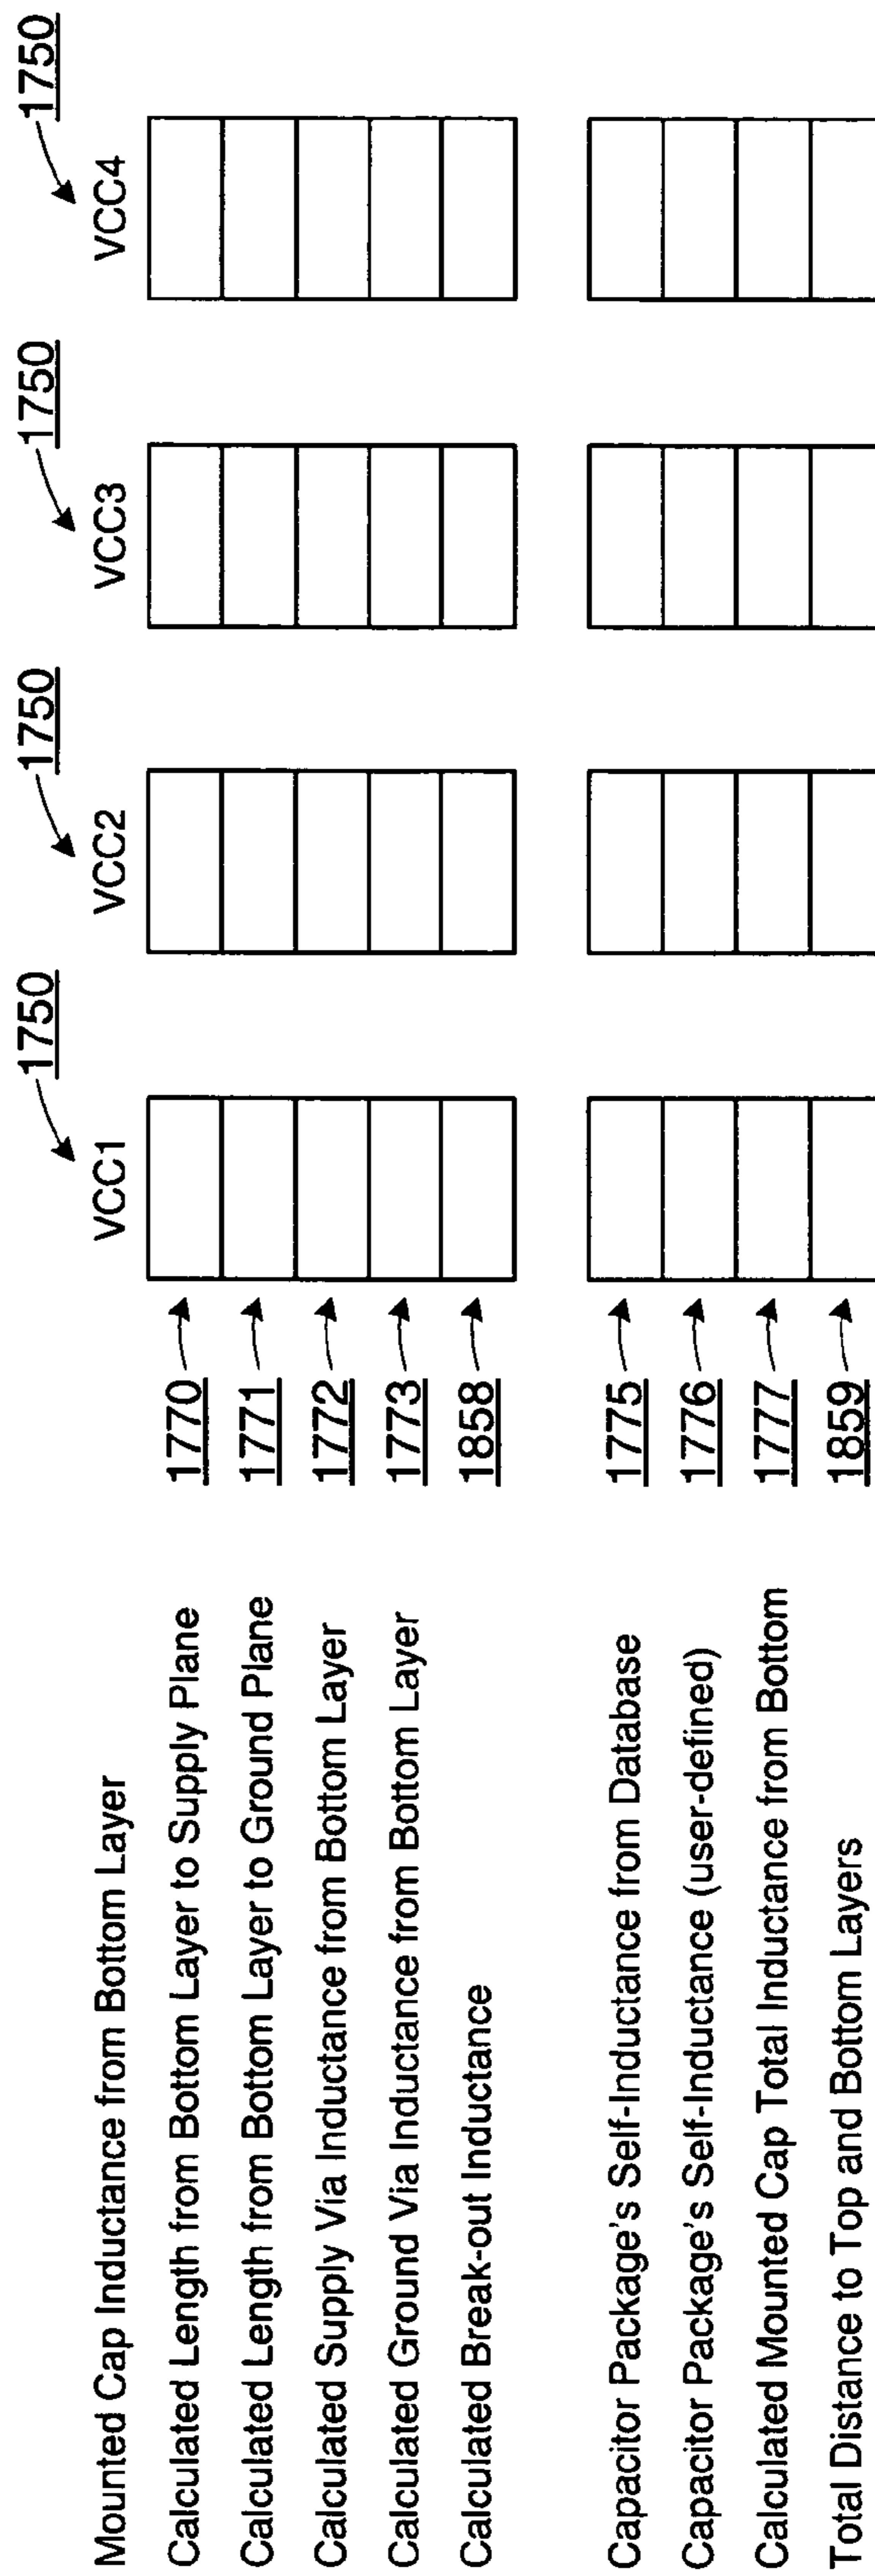 1750 1750 1750 1750
Mounted Cap Inductance from Bottom Layer VCC1 VCC2 VCC3 VCC4
Calculated Length from Bottom Layer to Supply Plane 1770
Calculated Length from Bottom Layer to Ground Plane 1771
Calculated Supply Via Inductance from Bottom Layer 1772
Calculated Ground Via Inductance from Bottom Layer 1773
Calculated Break-out Inductance 1858
Capacitor Package's Self-Inductance from Database 1775
Capacitor Package's Self-Inductance (user-defined) 1776
Calculated Mounted Cap Total Inductance from Bottom 1777
Total Distance to Top and Bottom Layers 1859